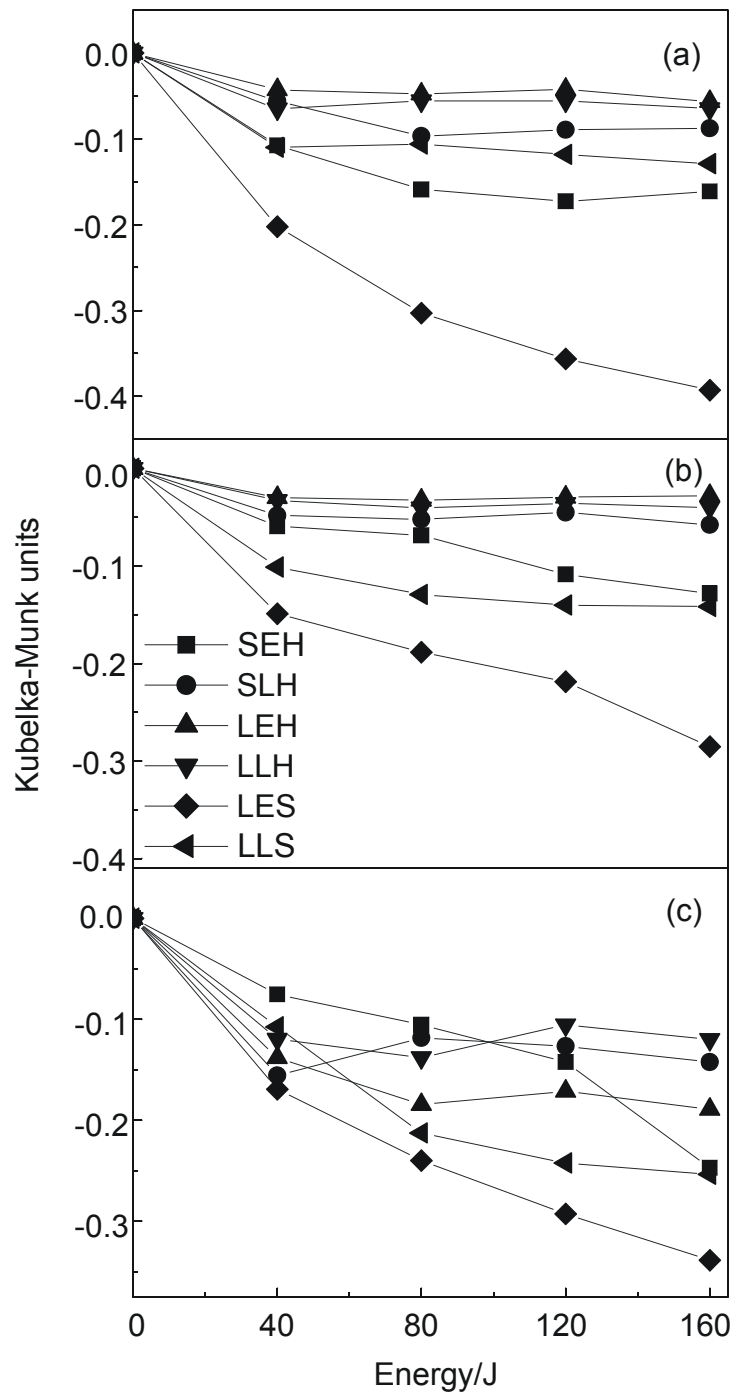 (a)
0.0
-0.1
-0.2
-0.3
-0.4
(b)
0.0
-0.1
-0.2
-0.3
-0.4
Kubelka-Munk units
SEH
SLH
LEH
LLH
LES
LLS
(c)
0.0
-0.1
-0.2
-0.3
0 40 80 120 160
Energy/J